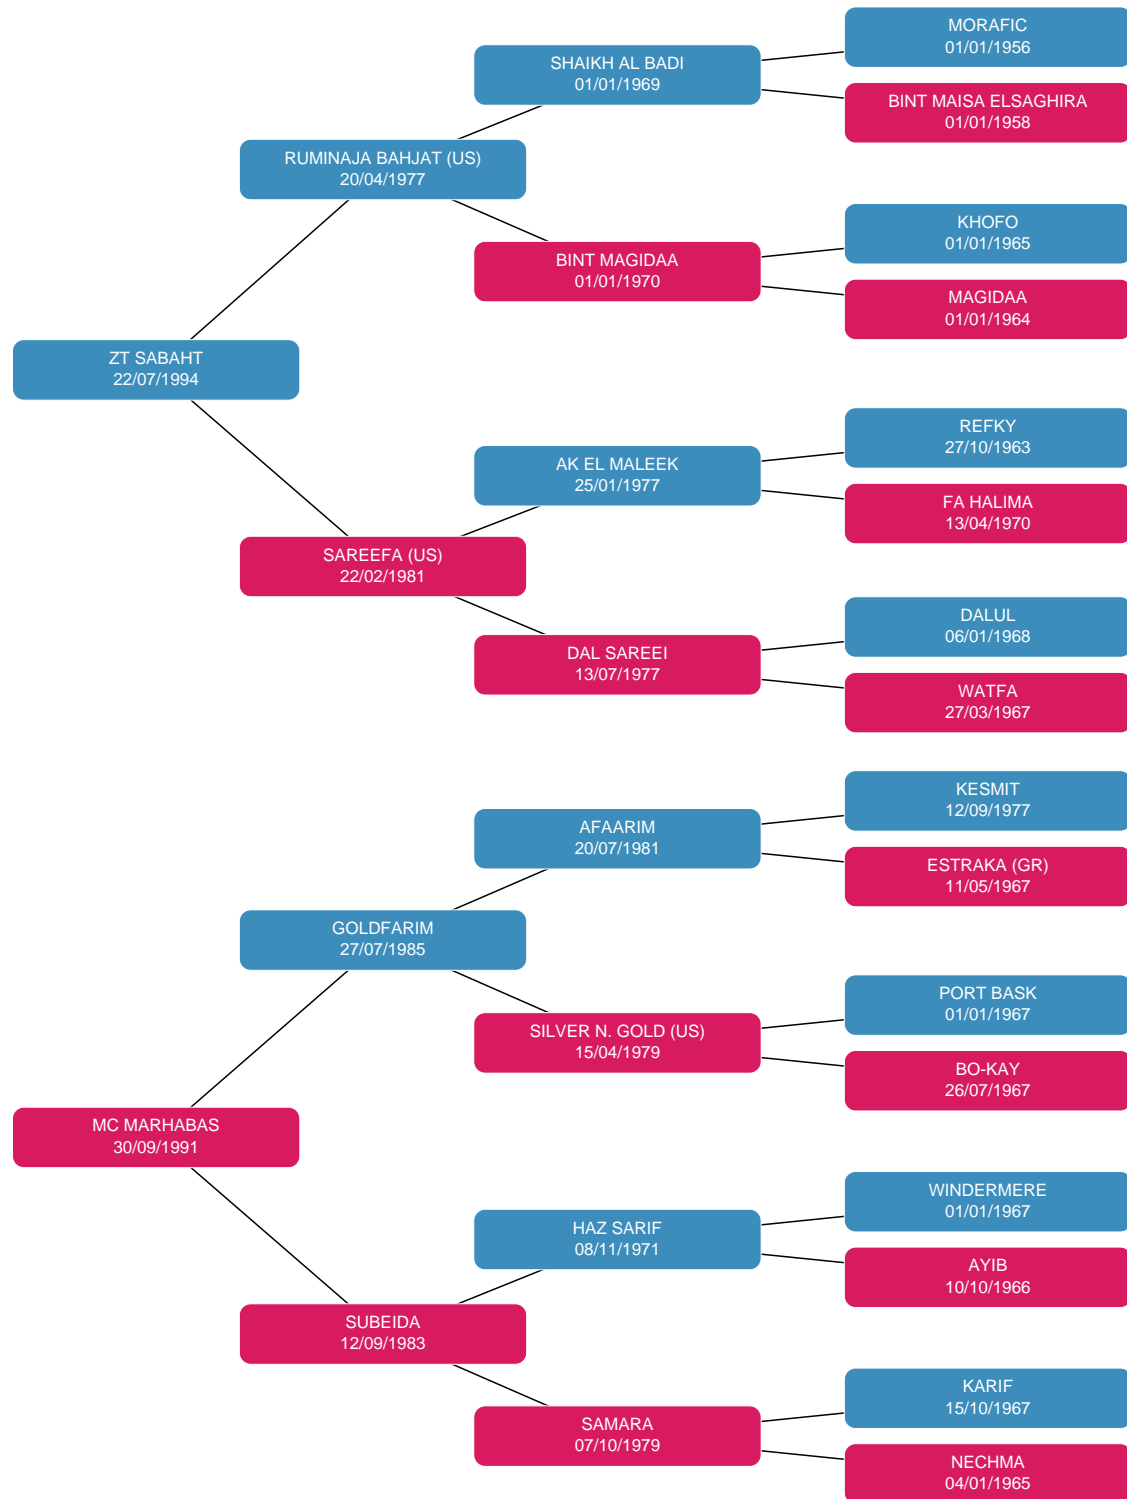 MORAFIC
01/01/1956
SHAIKH AL BADI
01/01/1969
BINT MAISA ELSAGHIRA
01/01/1958
RUMINAJA BAHJAT (US)
20/04/1977
KHOFO
01/01/1965
BINT MAGIDAA
01/01/1970
MAGIDAA
01/01/1964
ZT SABAHT
22/07/1994
REFKY
27/10/1963
AK EL MALEEK
25/01/1977
FA HALIMA
13/04/1970
SAREEFA (US)
22/02/1981
DALUL
06/01/1968
DAL SAREEI
13/07/1977
WATFA
27/03/1967
KESMIT
12/09/1977
AFAARIM
20/07/1981
ESTRAKA (GR)
11/05/1967
GOLDFARIM
27/07/1985
PORT BASK
01/01/1967
SILVER N. GOLD (US)
15/04/1979
BO-KAY
26/07/1967
MC MARHABAS
30/09/1991
WINDERMERE
01/01/1967
HAZ SARIF
08/11/1971
AYIB
10/10/1966
SUBEIDA
12/09/1983
KARIF
15/10/1967
SAMARA
07/10/1979
NECHMA
04/01/1965